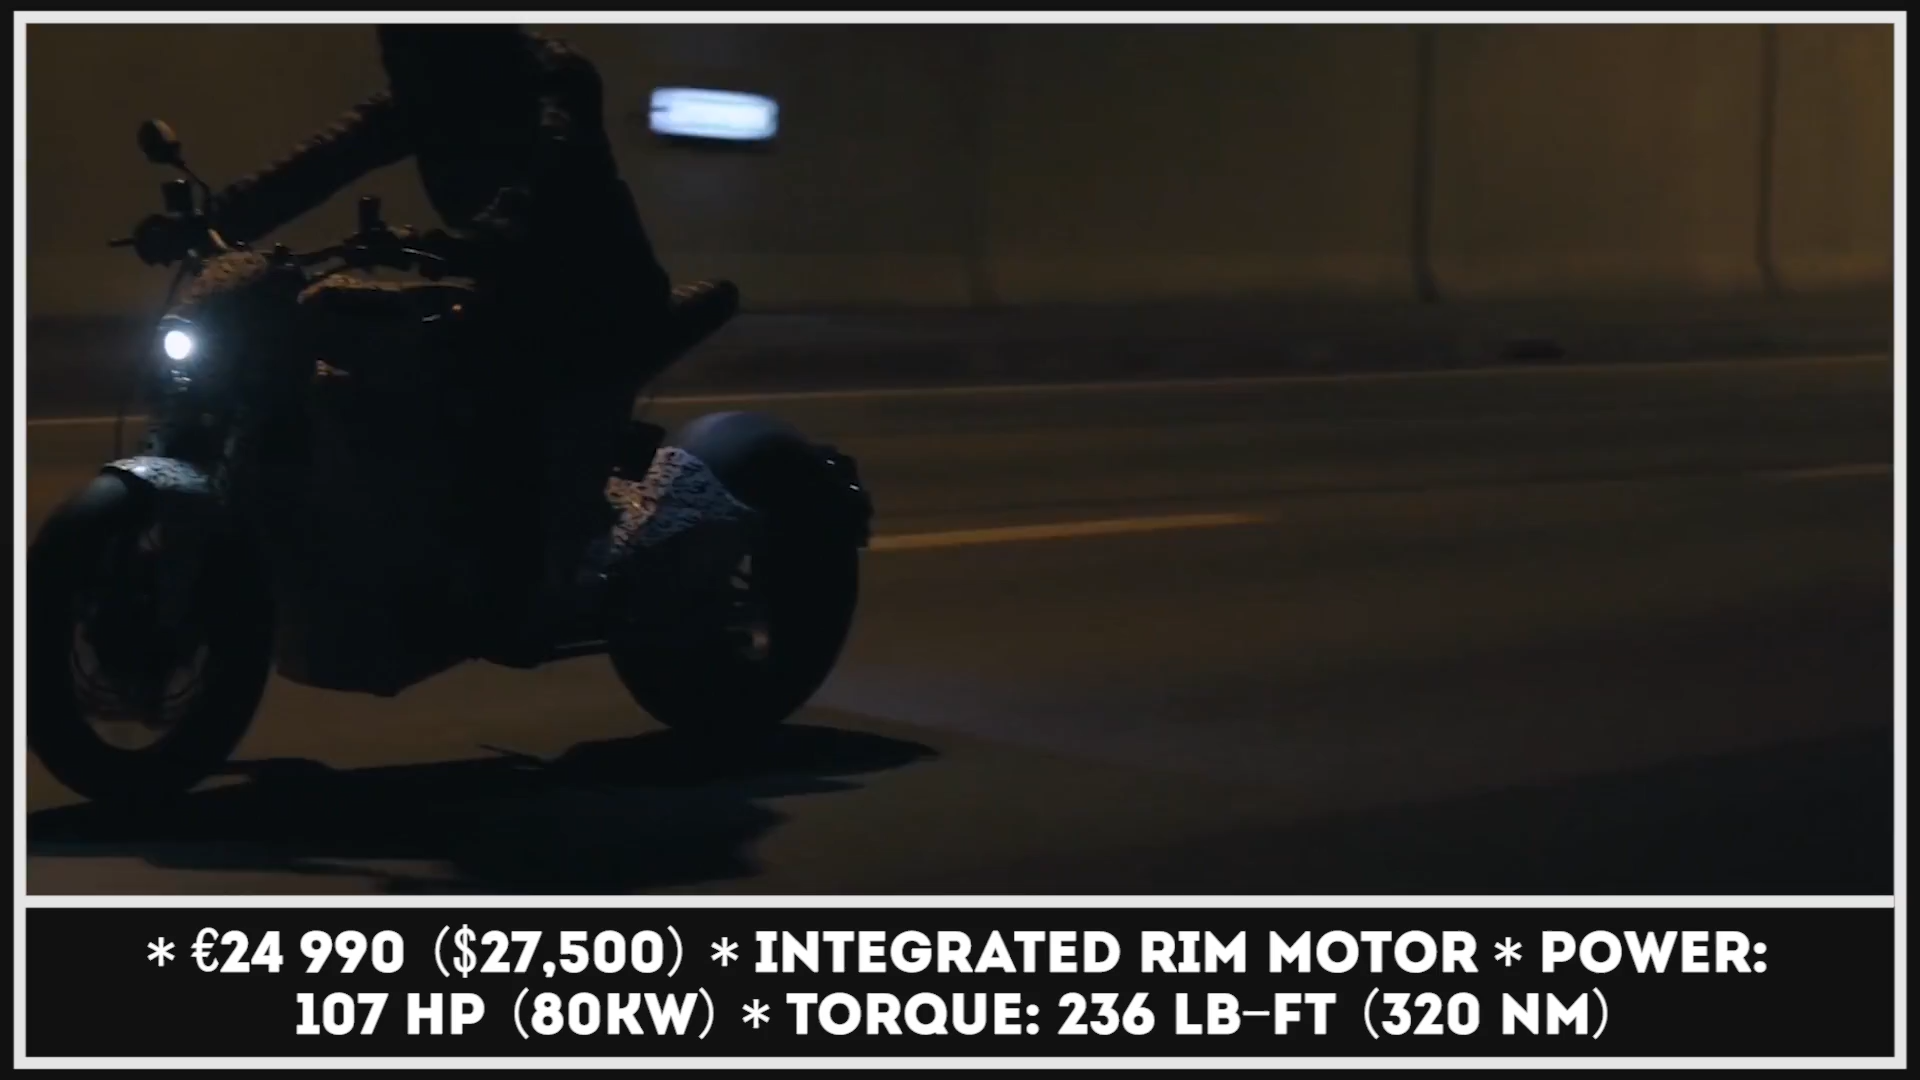 * €24 990 ($27,500) * INTEGRATED RIM MOTOR * POWER:
107 HP (80KW) * TORQUE: 236 LB-FT (320 NM)